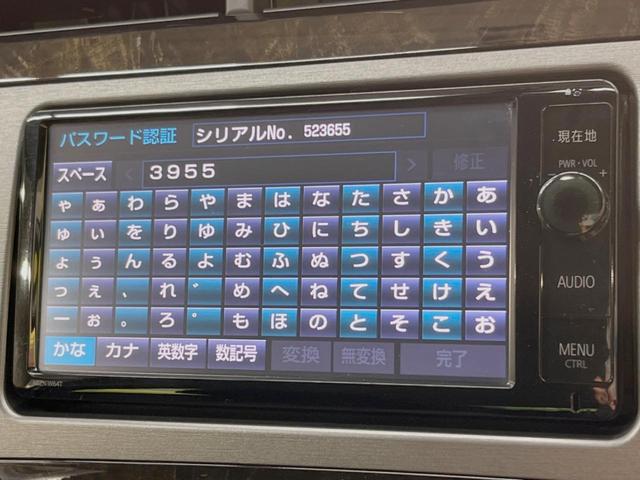 パスワード認証 シリアルNo. 523655
現在地
PWR・VOL
− +
スペース < 3955 > 修正
ゃ ぁ わ ら や ま は な た さ か あ
ゅ ぃ を り ゆ み ひ に ち し き い
ょ ぅ ん る よ む ふ ぬ つ す く う
っ ぇ 、 れ ゛ め へ ね て せ け え
ー ぉ 。 ろ ゜ も ほ の と そ こ お
AUDIO
かな カナ 英数字 数記号 変換 無変換 完了
MENU
CTRL